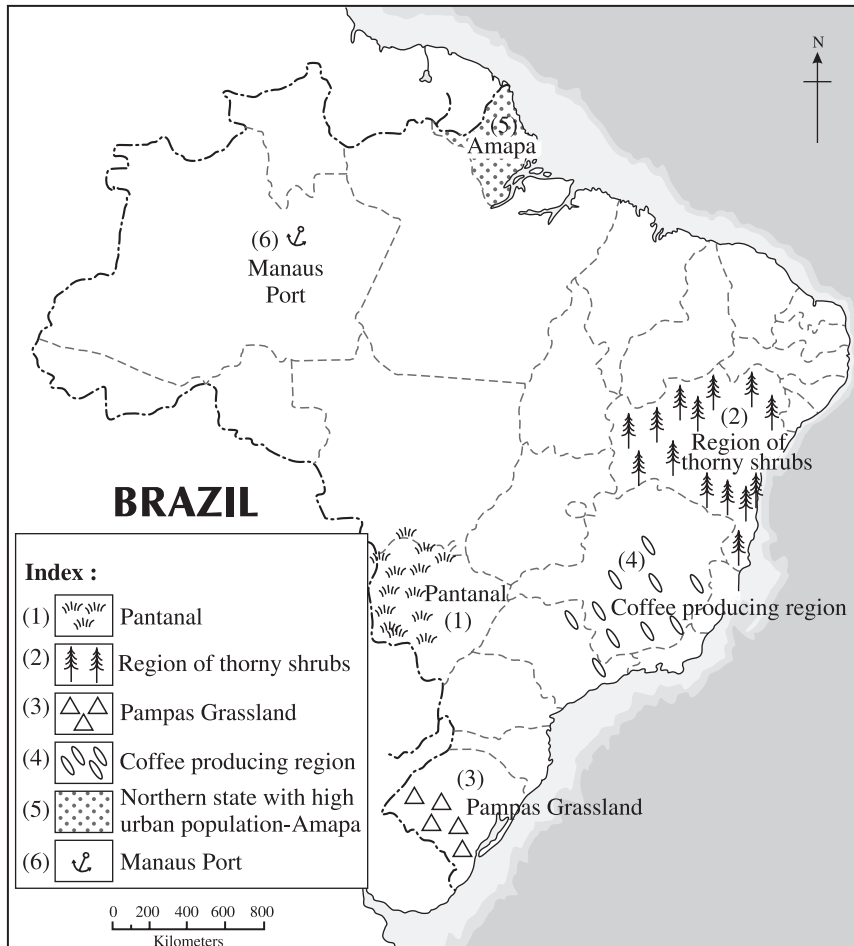 N
(5)
Amapa
(6)
Manaus
Port
(2)
Region of
thorny shrubs
BRAZIL
(4)
Coffee producing region
Pantanal
(1)
(3)
Pampas Grassland
Index :
(1) Pantanal
(2) Region of thorny shrubs
(3) Pampas Grassland
(4) Coffee producing region
(5) Northern state with high
urban population-Amapa
(6) Manaus Port
0 200 400 600 800
Kilometers